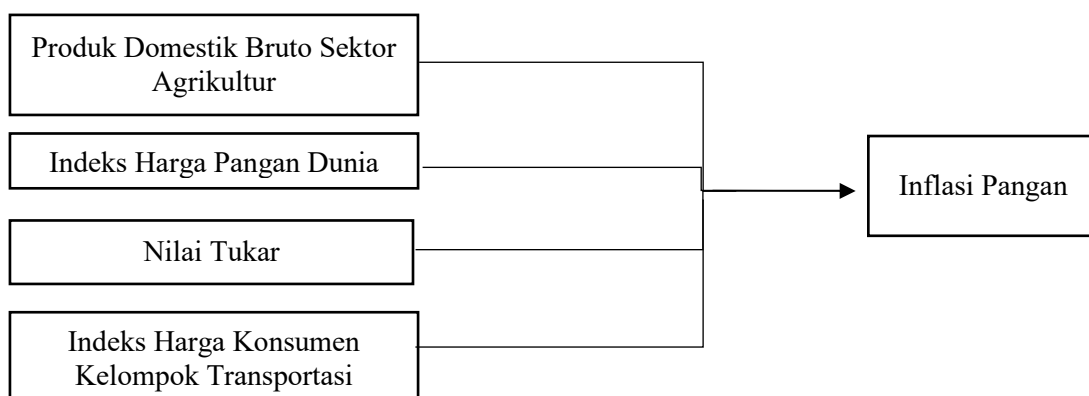 Produk Domestik Bruto Sektor
Agrikultur
Indeks Harga Pangan Dunia
Nilai Tukar
Indeks Harga Konsumen
Kelompok Transportasi
Inflasi Pangan